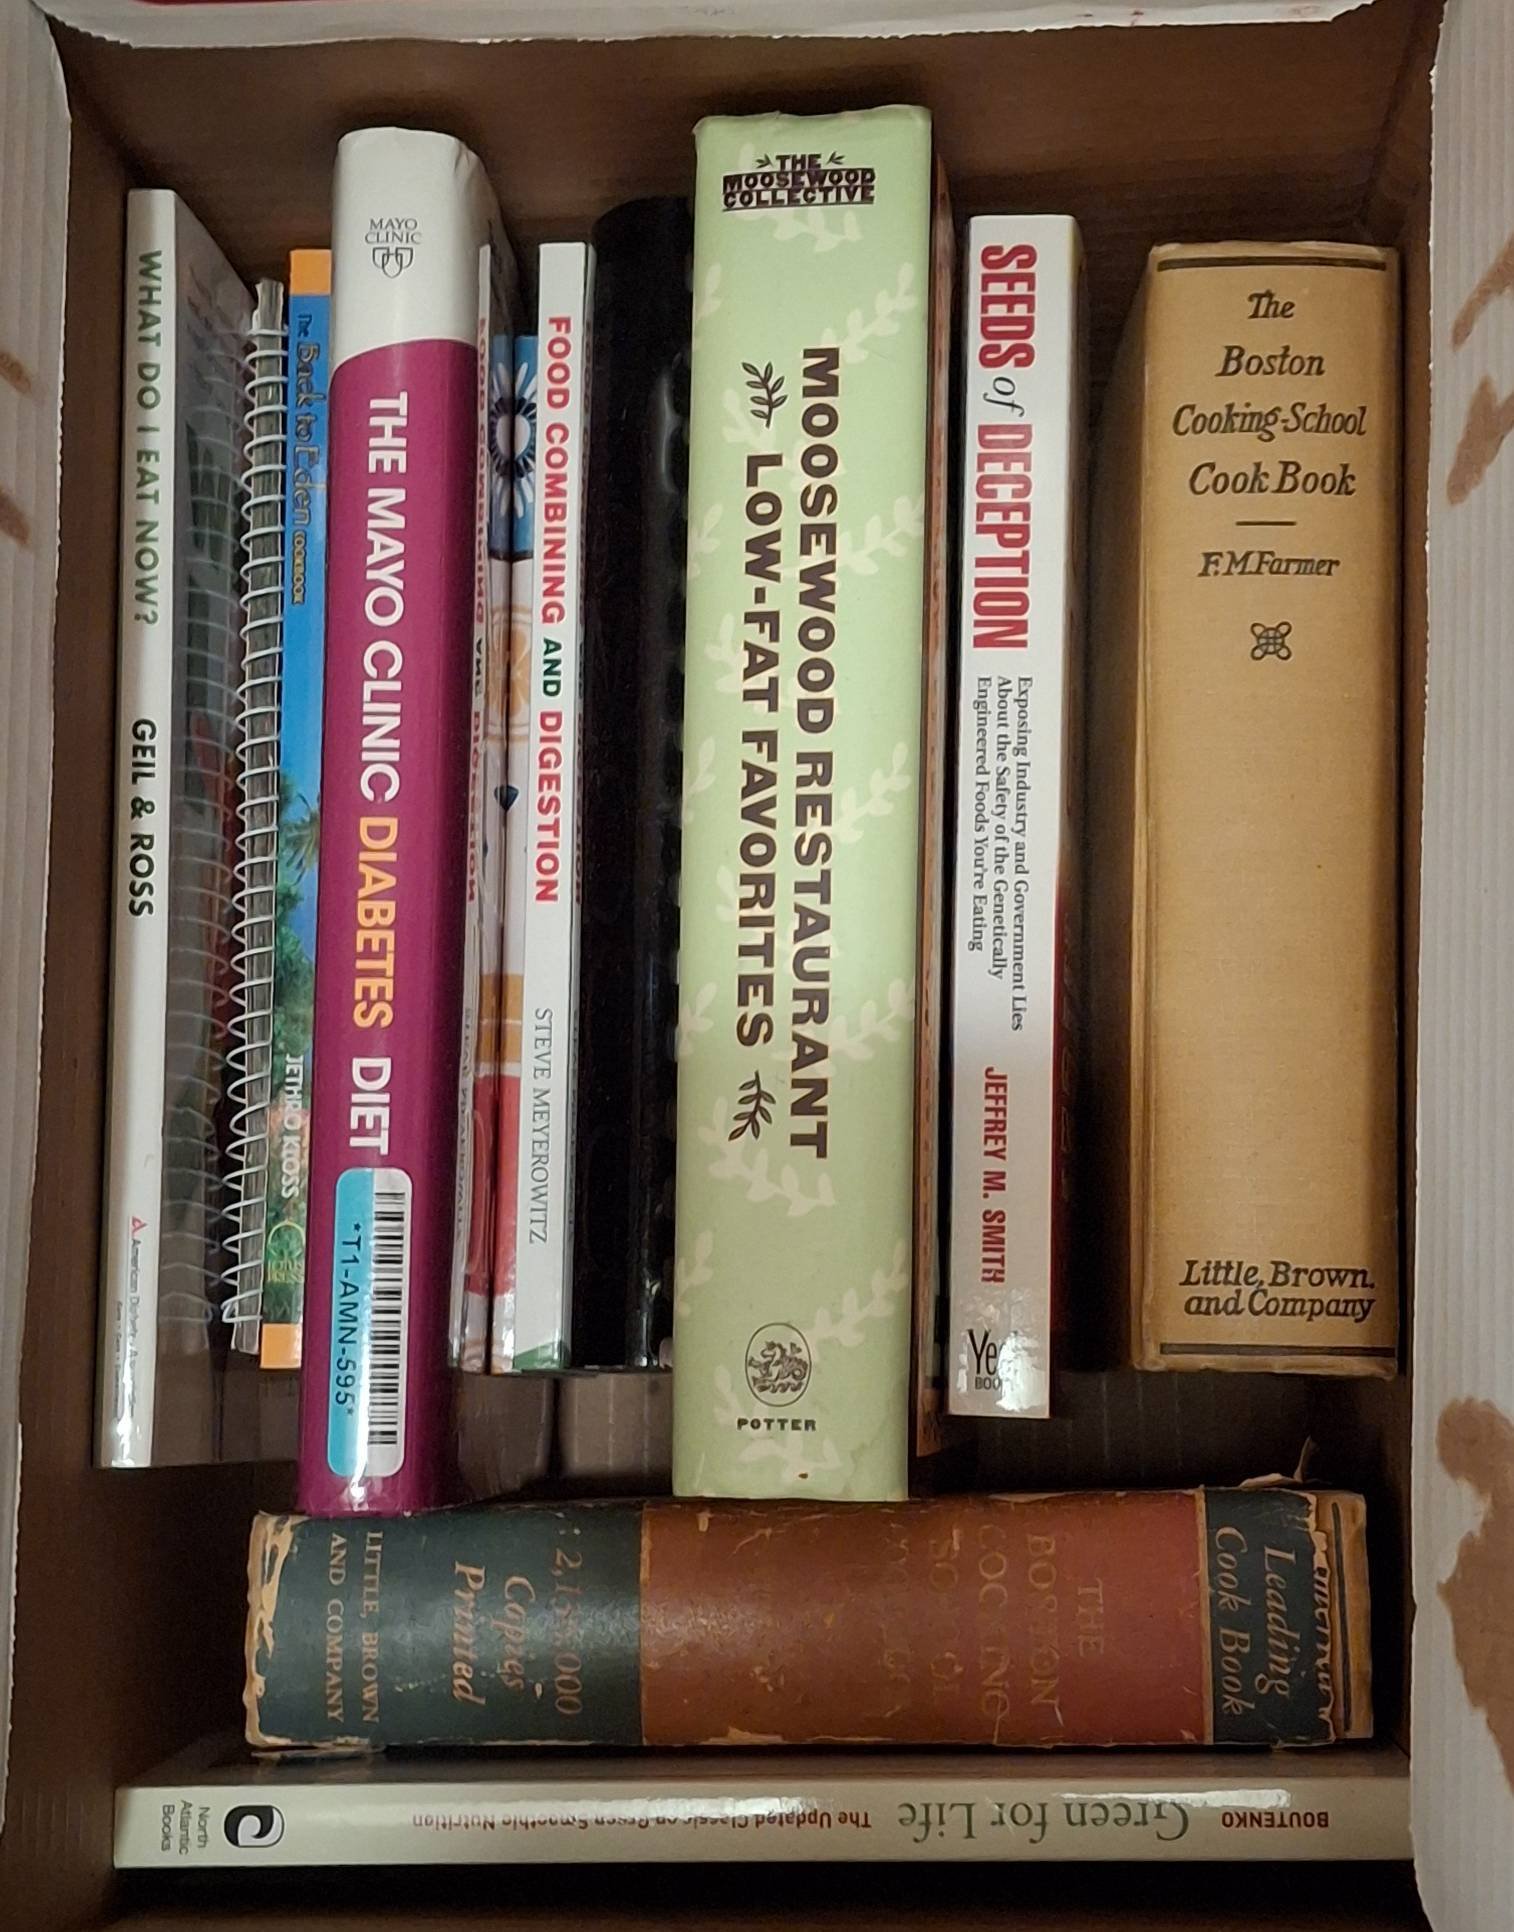 WHAT DO I EAT NOW?
GEIL & ROSS
American Diabetes
The Back to Eden COOKBOOK
JETHRO KLOSS
MAYO
CLINIC
THE MAYO CLINIC DIABETES DIET
*T1-AMN-595*
FOOD COMBINING AND DIGESTION
STEVE MEYEROWITZ
THE
MOOSEWOOD
COLLECTIVE
MOOSEWOOD RESTAURANT
LOW-FAT FAVORITES
POTTER
SEEDS of DECEPTION
Exposing Industry and Government Lies
About the Safety of the Genetically
Engineered Foods You're Eating
JEFFREY M. SMITH
The
Boston
Cooking-School
Cook Book
F.M.Farmer
Little, Brown,
and Company
Leading
Cook Book
THE
BOSTON
COOKING
Copies
Printed
LITTLE, BROWN
AND COMPANY
BOUTENKO
Green for Life
The Updated Classic on Green Smoothie Nutrition
North
Atlantic
Books